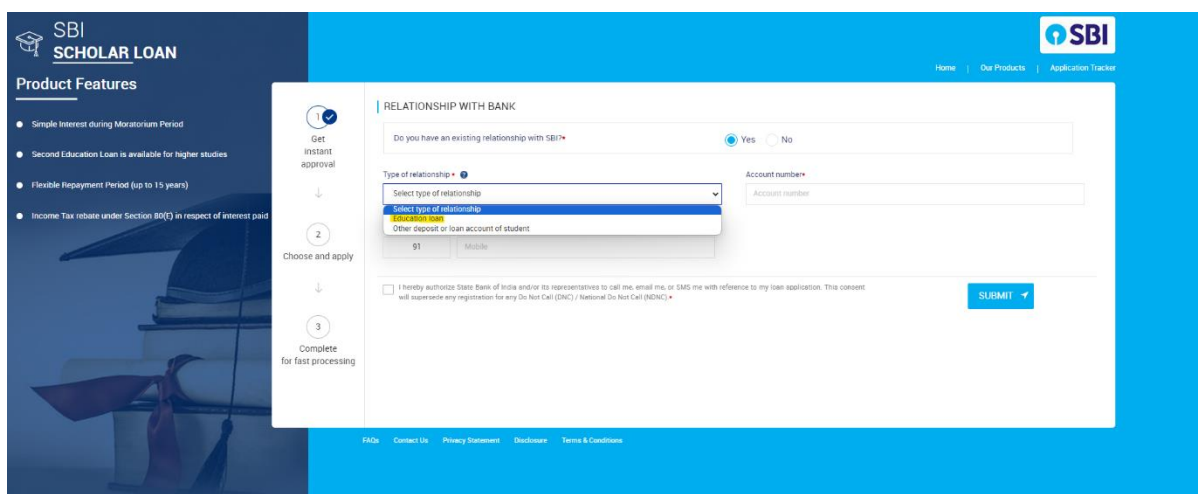 SBI
SCHOLAR LOAN
Product Features
Simple Interest during Moratorium Period
Second Education Loan is available for higher studies
Flexible Repayment Period (up to 15 years)
Income Tax rebate under Section 80(E) in respect of interest paid
SBI
Home | Our Products | Application Tracker
1
Get
instant
approval
2
Choose and apply
3
Complete
for fast processing
RELATIONSHIP WITH BANK
Do you have an existing relationship with SBI?*
Yes No
Type of relationship * ?
Select type of relationship
Select type of relationship
Education loan
Other deposit or loan account of student
Account number*
Account number
91 Mobile
I hereby authorize State Bank of India and/or its representatives to call me, email me, or SMS me with reference to my loan application. This consent
will supersede any registration for any Do Not Call (DNC) / National Do Not Call (NDNC).*
SUBMIT
FAQs Contact Us Privacy Statement Disclosure Terms & Conditions